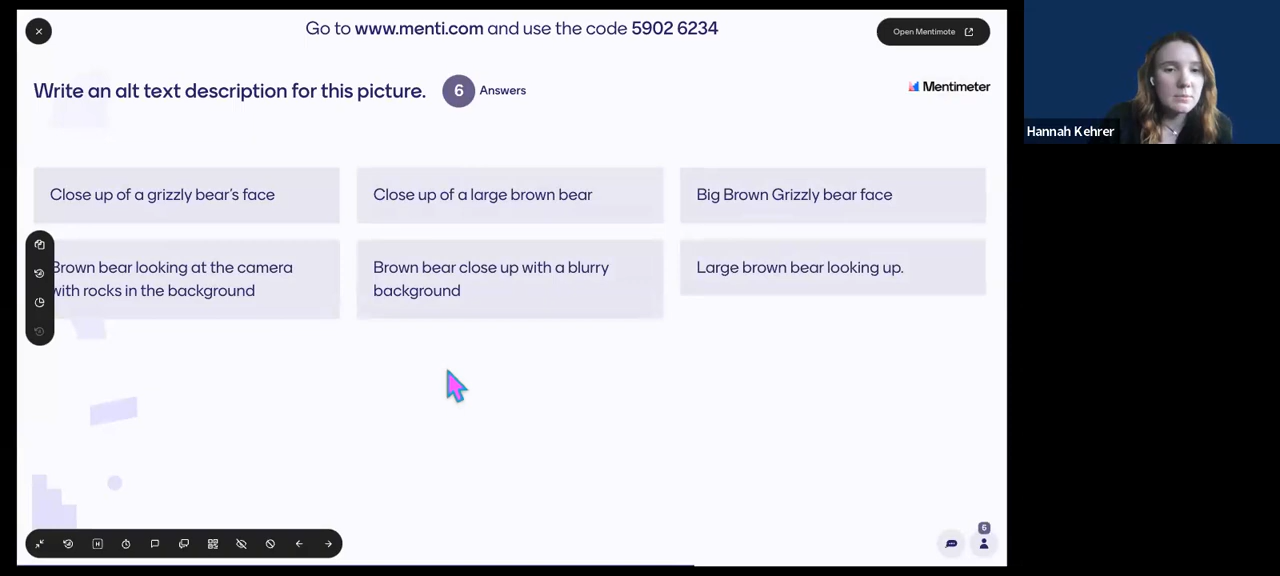 Go to www.menti.com and use the code 5902 6234
Open Mentimote
Write an alt text description for this picture.
6 Answers
Mentimeter
Hannah Kehrer
Close up of a grizzly bear's face
Close up of a large brown bear
Big Brown Grizzly bear face
Brown bear looking at the camera
with rocks in the background
Brown bear close up with a blurry
background
Large brown bear looking up.
H
6